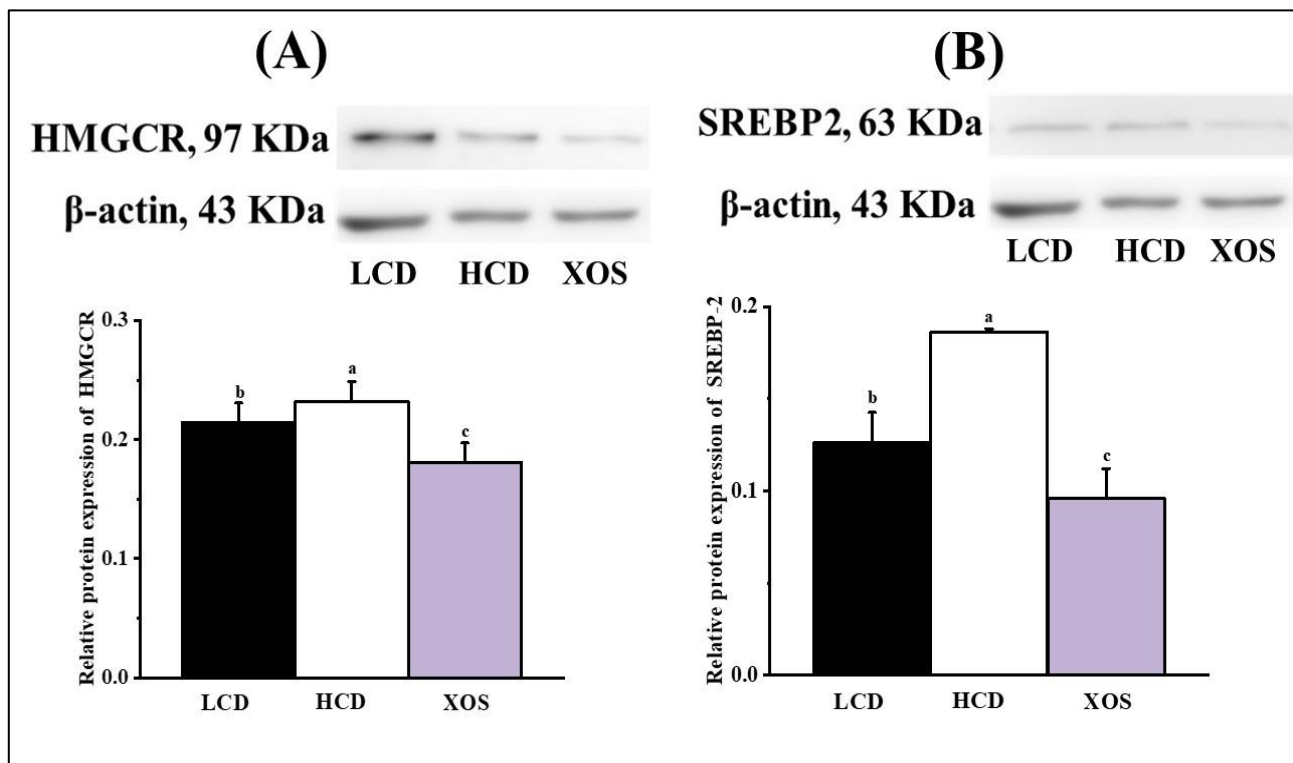 (A)
HMGCR, 97 KDa
β-actin, 43 KDa
LCD HCD XOS
Relative protein expression of HMGCR
0.3
0.2
0.1
0.0
b
a
c
LCD HCD XOS
(B)
SREBP2, 63 KDa
β-actin, 43 KDa
LCD HCD XOS
Relative protein expression of SREBP-2
0.2
0.1
0.0
b
a
c
LCD HCD XOS